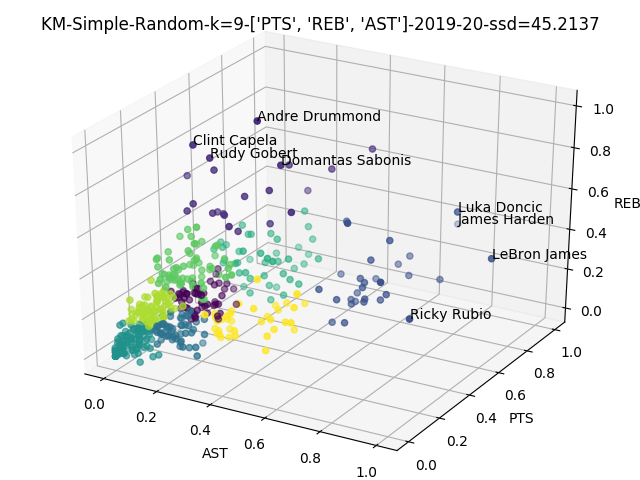 KM-Simple-Random-k=9-['PTS', 'REB', 'AST']-2019-20-ssd=45.2137
Andre Drummond
Clint Capela
Rudy Gobert
Domantas Sabonis
Luka Doncic
James Harden
LeBron James
Ricky Rubio
1.0
0.8
0.6
0.4
0.2
0.0
REB
0.0
0.2
0.4
0.6
0.8
1.0
AST
0.0
0.2
0.4
0.6
0.8
1.0
PTS